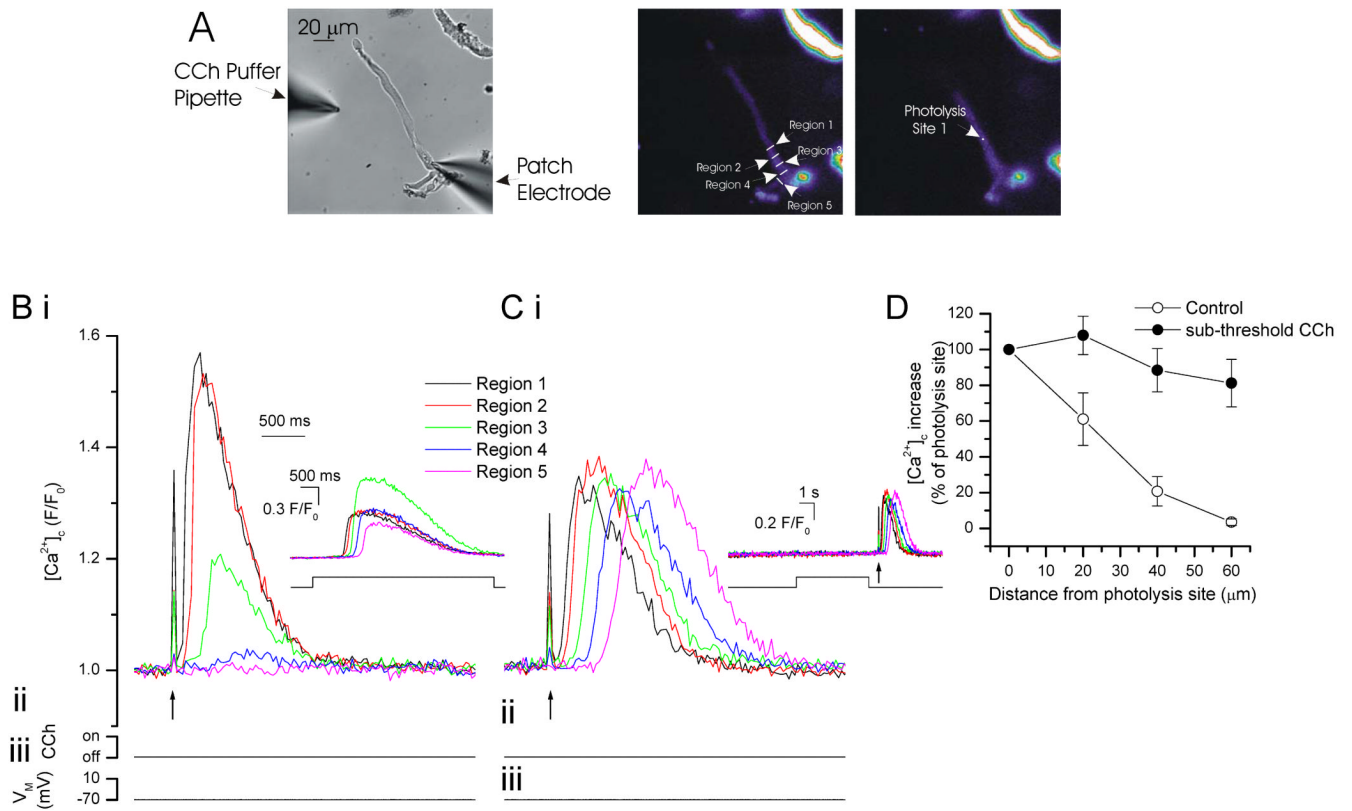 A
20 μm
CCh Puffer
Pipette
Patch
Electrode
Region 1
Region 2
Region 3
Region 4
Region 5
Photolysis
Site 1
B i
[Ca²⁺]c (F/F₀)
1.6
1.4
1.2
1.0
500 ms
500 ms
0.3 F/F₀
Region 1
Region 2
Region 3
Region 4
Region 5
ii
iii
CCh
on
off
VM
(mV)
10
-70
C i
1 s
0.2 F/F₀
ii
iii
D
Control
sub-threshold CCh
[Ca²⁺]c increase
(% of photolysis site)
120
100
80
60
40
20
0
0 10 20 30 40 50 60
Distance from photolysis site (μm)